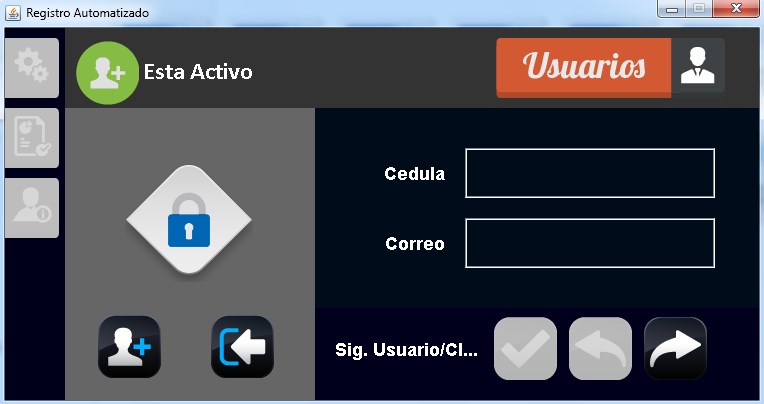 Registro Automatizado
Esta Activo
Usuarios
Cedula
Correo
Sig. Usuario/Cl...